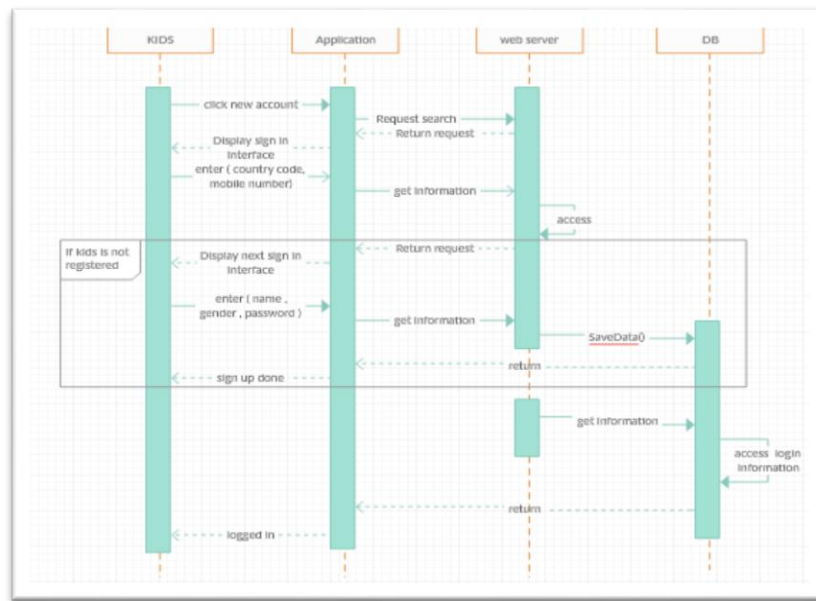 KIDS
Application
web server
DB
click new account
Request search
Return request
Display sign in
interface
enter ( country code,
mobile number)
get information
access
If kids is not
registered
Return request
Display next sign in
interface
enter ( name ,
gender , password )
get information
SaveData()
return
sign up done
get information
access login
information
return
logged in